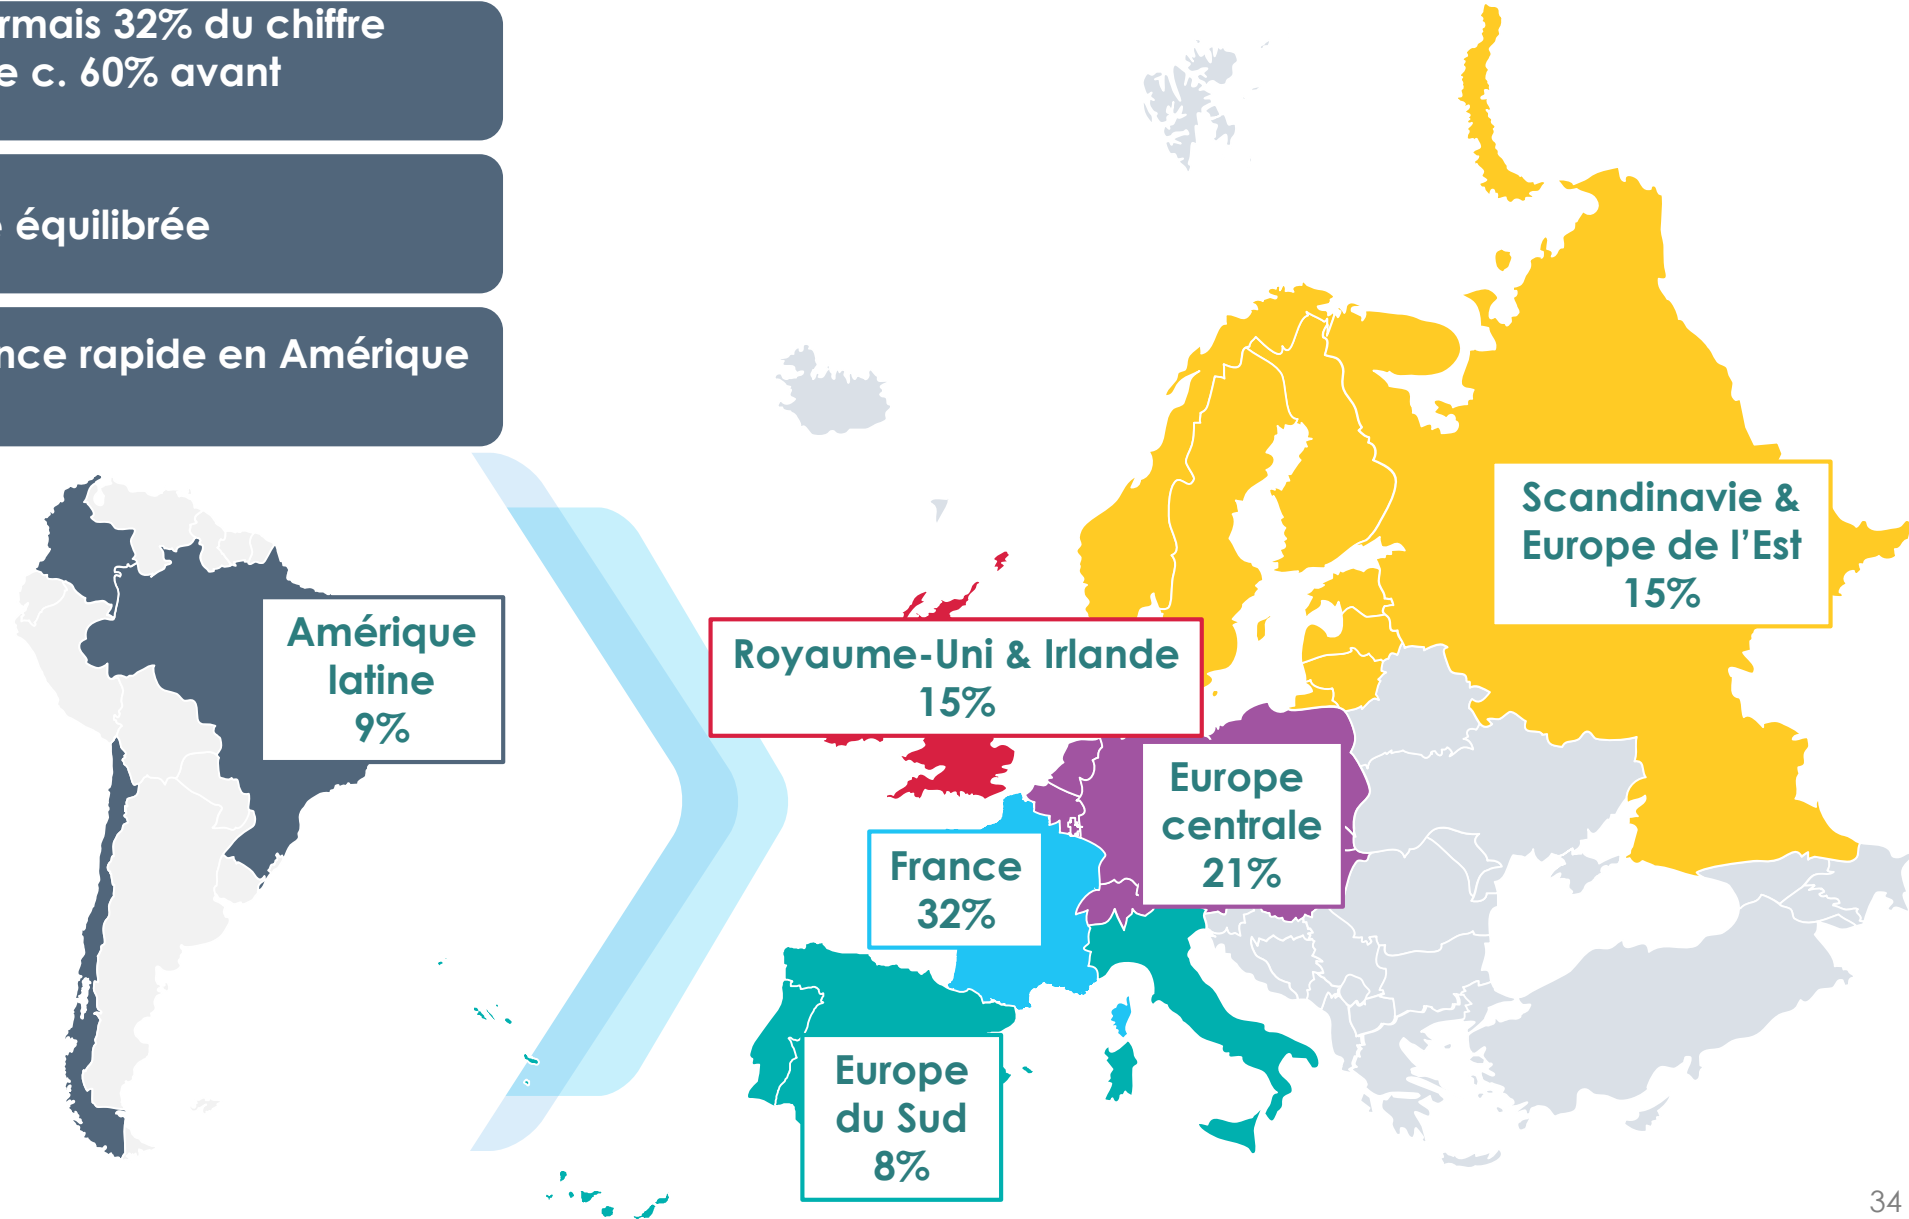 rmais 32% du chiffre
e c. 60% avant
équilibrée
nce rapide en Amérique
Amérique
latine
9%
Royaume-Uni & Irlande
15%
Scandinavie &
Europe de l'Est
15%
Europe
centrale
21%
France
32%
Europe
du Sud
8%
34